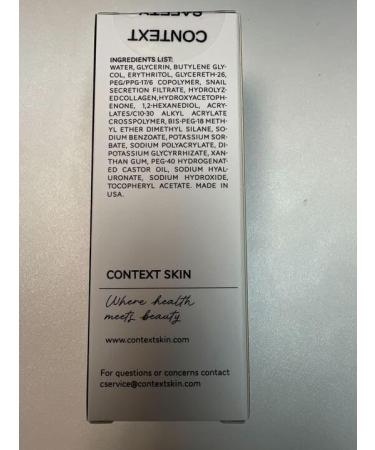 SAFETY
CONTEXT
INGREDIENTS LIST:
WATER, GLYCERIN, BUTYLENE GLY-
COL, ERYTHRITOL, GLYCERETH-26,
PEG/PPG-17/6 COPOLYMER, SNAIL
SECRETION FILTRATE, HYDROLYZ-
ED COLLAGEN, HYDROXYACETOPH-
ENONE, 1,2-HEXANEDIOL, ACRY-
LATES/C10-30 ALKYL ACRYLATE
CROSSPOLYMER, BIS-PEG-18 METH-
YL ETHER DIMETHYL SILANE, SO-
DIUM BENZOATE, POTASSIUM SOR-
BATE, SODIUM POLYACRYLATE, DI-
POTASSIUM GLYCYRRHIZATE, XAN-
THAN GUM, PEG-40 HYDROGENAT-
ED CASTOR OIL, SODIUM HYAL-
URONATE, SODIUM HYDROXIDE,
TOCOPHERYL ACETATE. MADE IN
USA.
CONTEXT SKIN
Where health
meets beauty
www.contextskin.com
For questions or concerns contact
cservice@contextskin.com